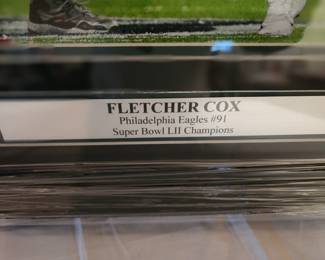 FLETCHER COX
Philadelphia Eagles #91
Super Bowl LII Champions